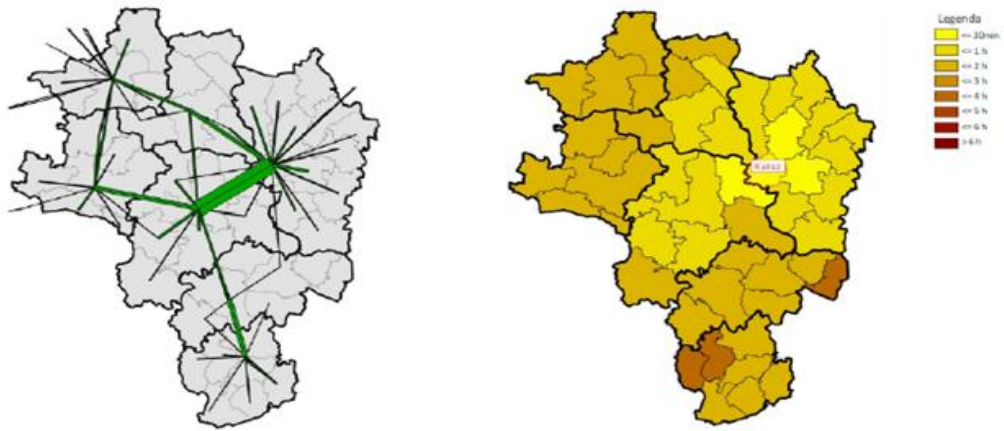 Legenda
<= 30min
<= 1 h
<= 2 h
<= 3 h
<= 4 h
<= 5 h
<= 6 h
> 6 h
Kalisz